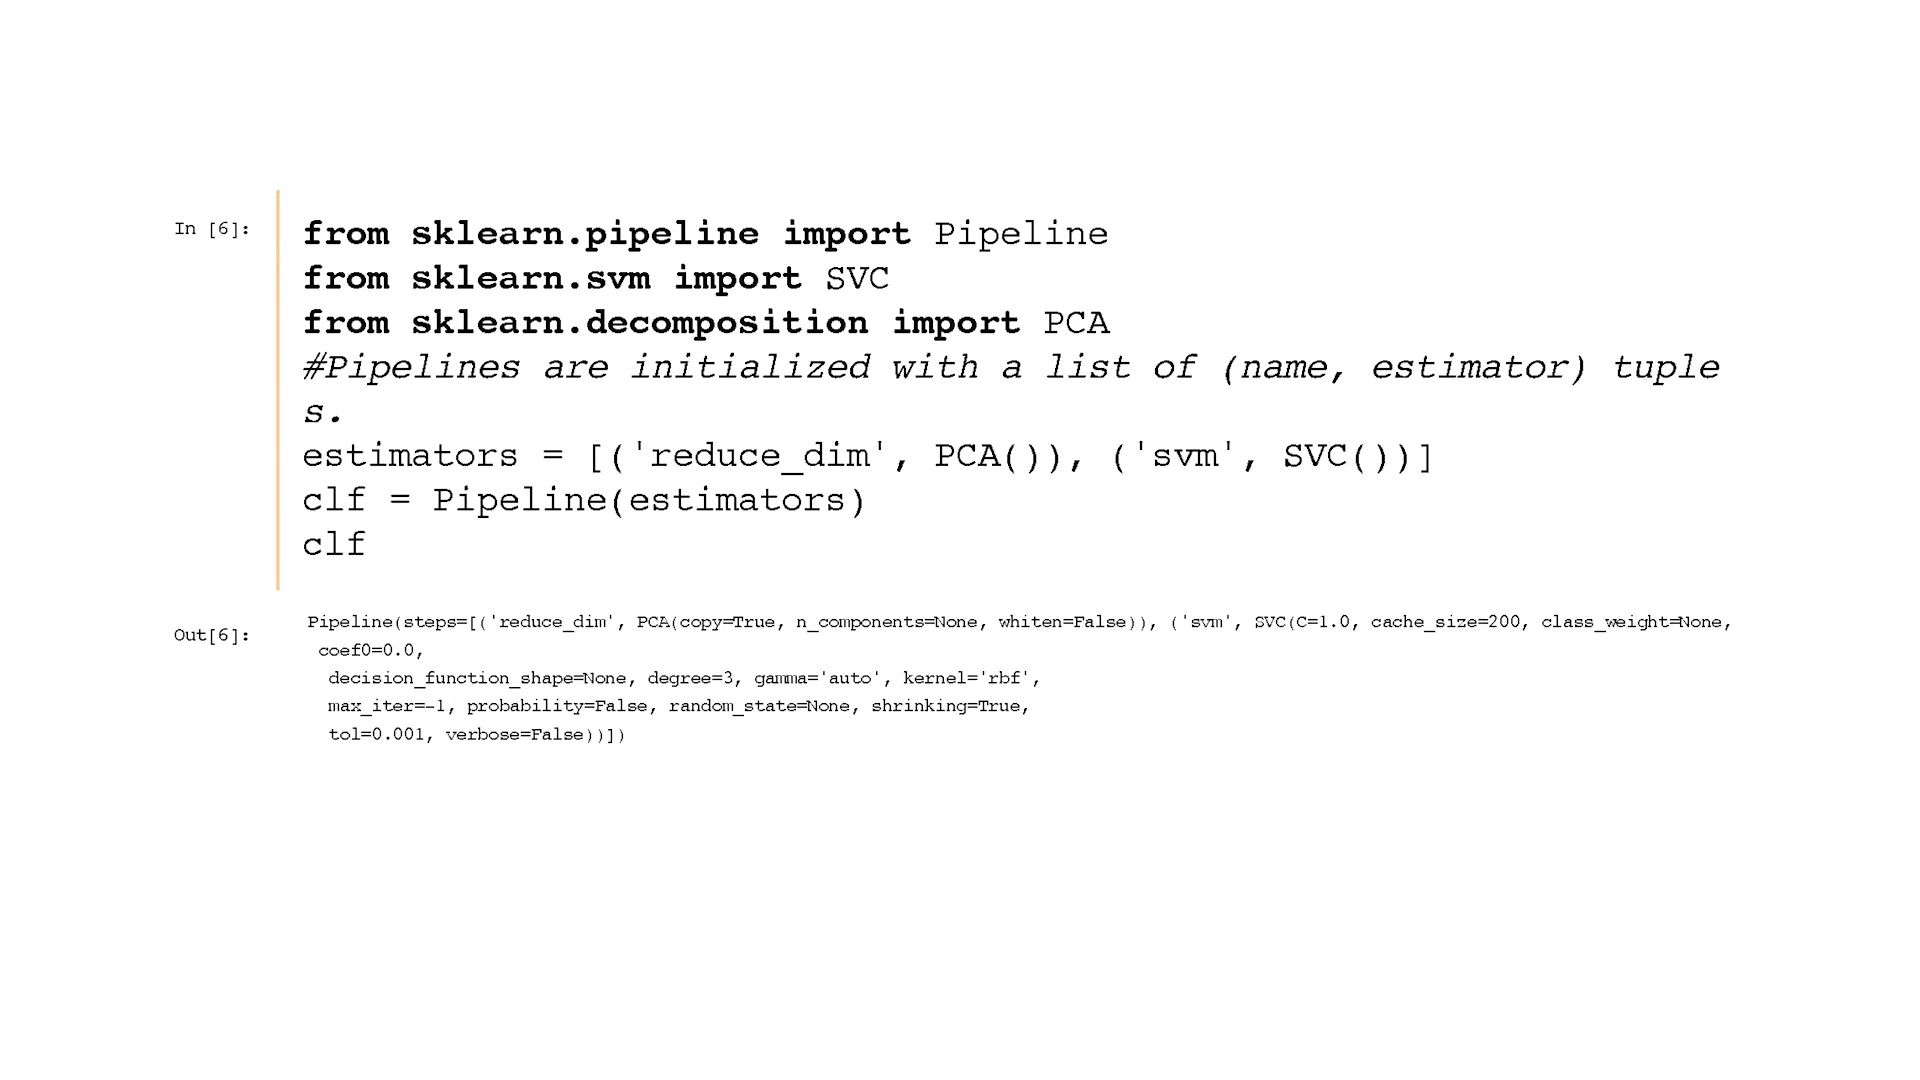 In [6]:
from sklearn.pipeline import Pipeline
from sklearn.svm import SVC
from sklearn.decomposition import PCA
#Pipelines are initialized with a list of (name, estimator) tuple
s.
estimators = [('reduce_dim', PCA()), ('svm', SVC())]
clf = Pipeline(estimators)
clf
Out[6]:
Pipeline(steps=[('reduce_dim', PCA(copy=True, n_components=None, whiten=False)), ('svm', SVC(C=1.0, cache_size=200, class_weight=None,
coef0=0.0,
decision_function_shape=None, degree=3, gamma='auto', kernel='rbf',
max_iter=-1, probability=False, random_state=None, shrinking=True,
tol=0.001, verbose=False))])